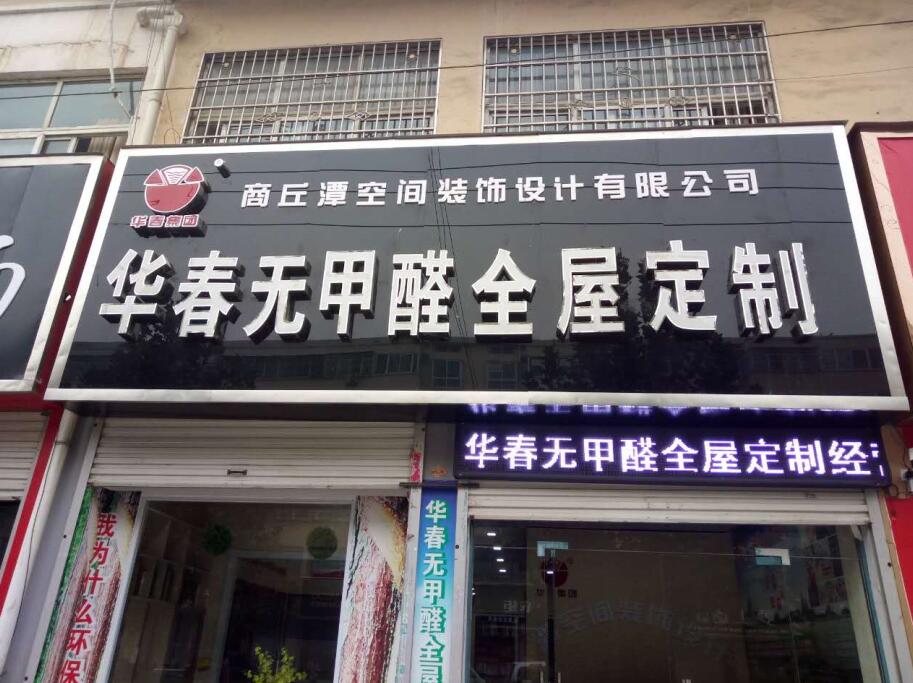 商丘潭空间装饰设计有限公司
华春集团
华春无甲醛全屋定制
华春无甲醛全屋定制经
我为什么环保
华春无甲醛全屋